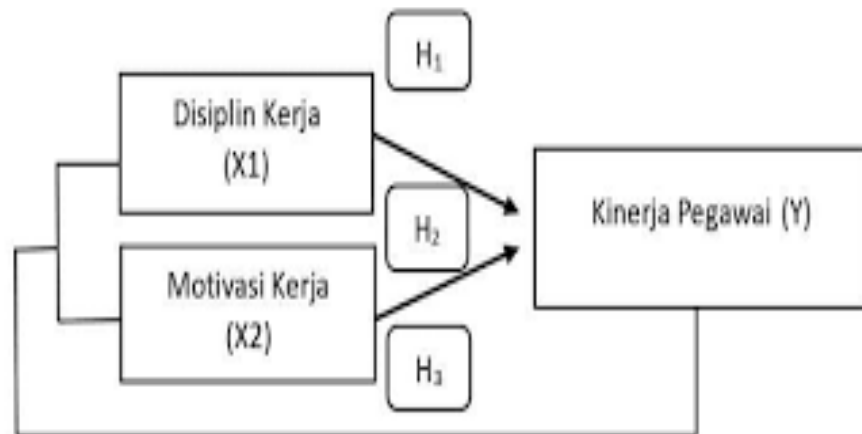 H₁
Disiplin Kerja
(X1)
H₂
Kinerja Pegawai (Y)
Motivasi Kerja
(X2)
H₃